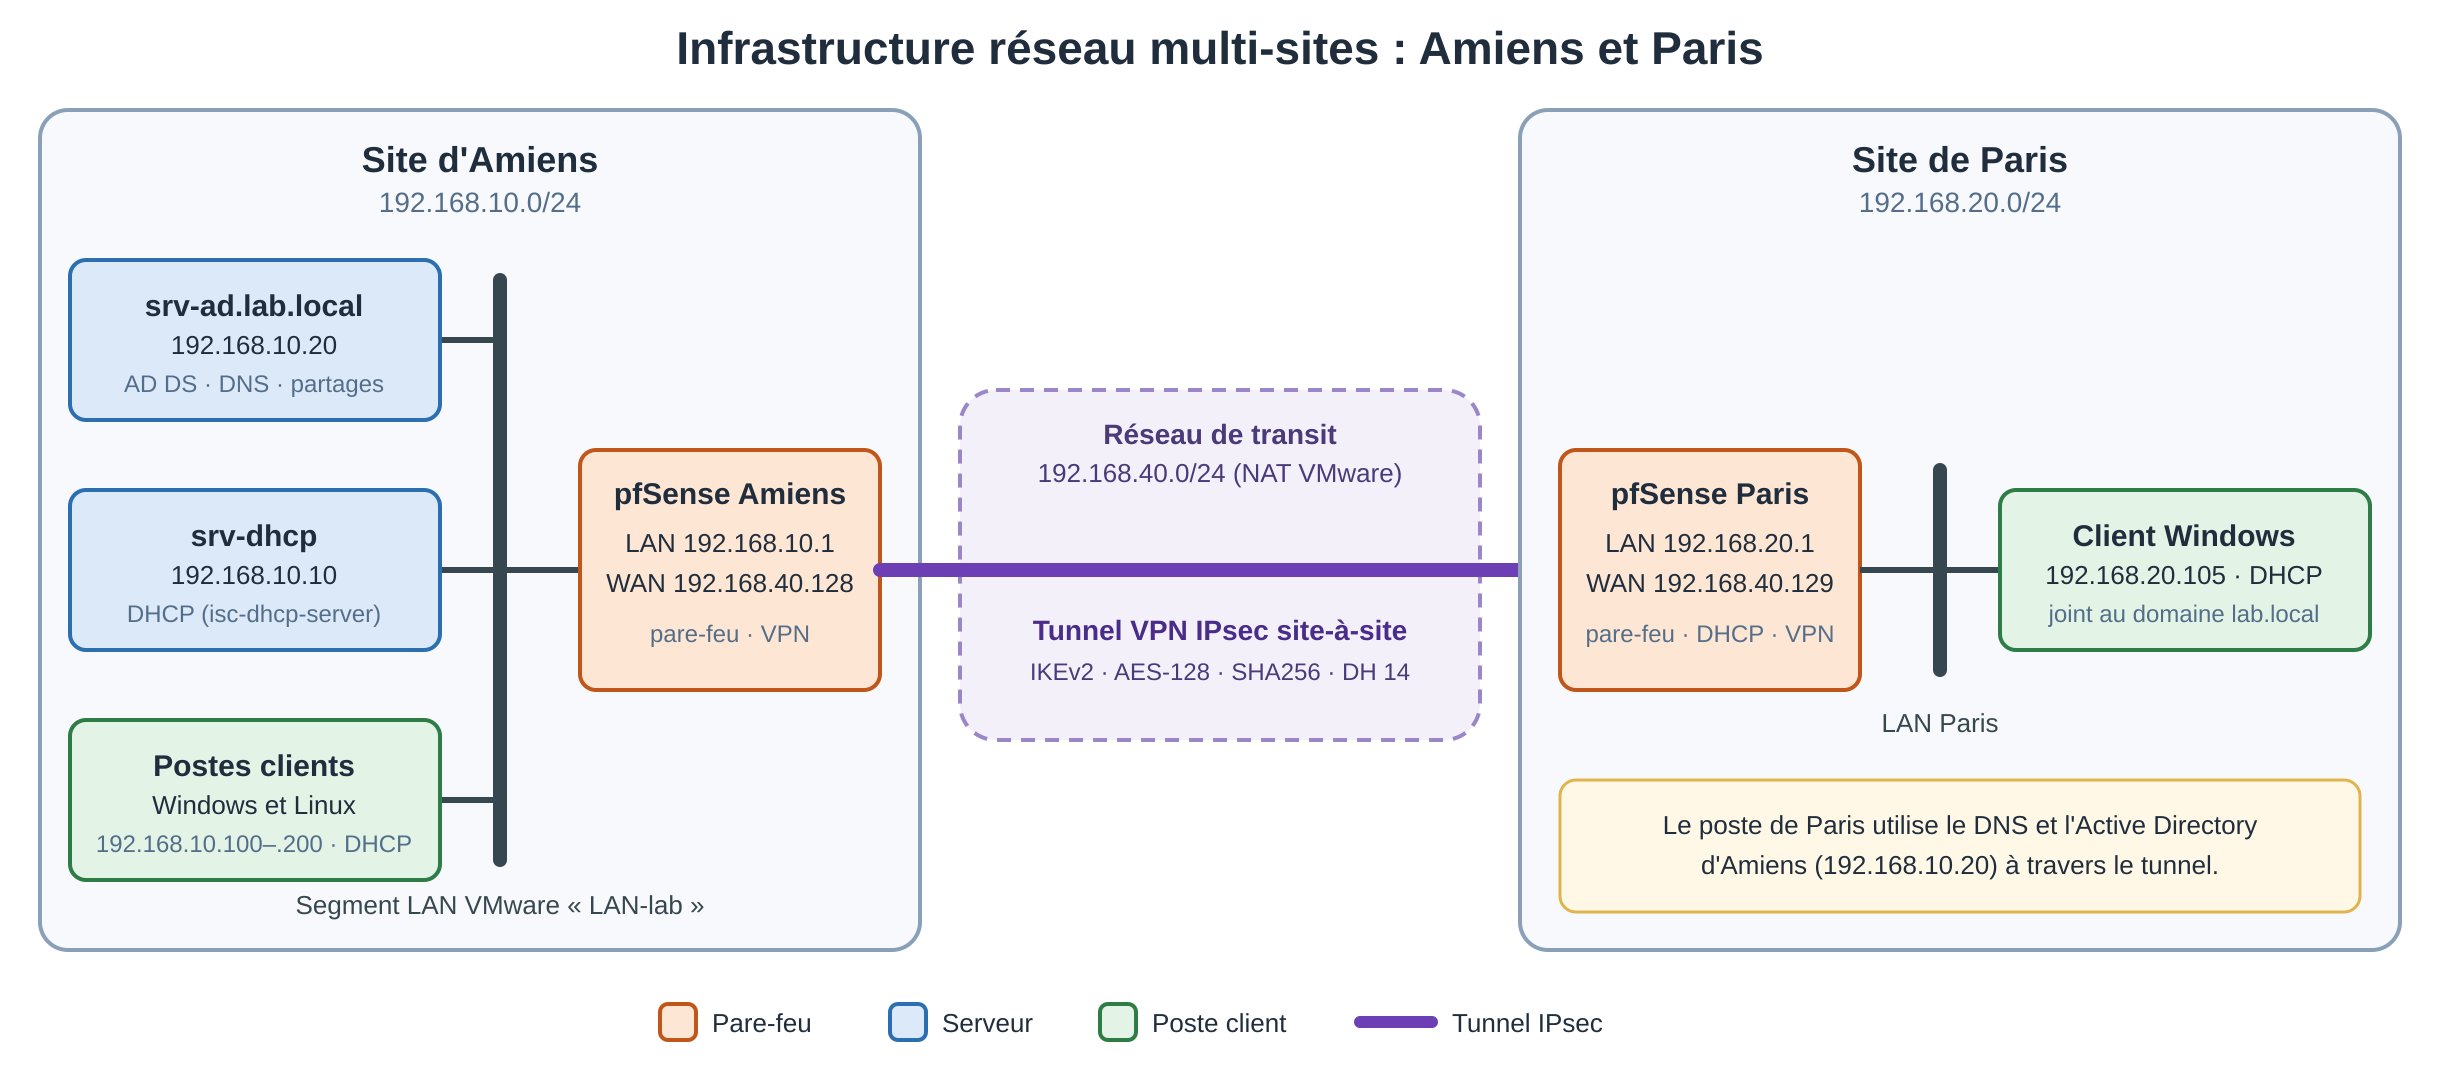 Infrastructure réseau multi-sites : Amiens et Paris
Site d'Amiens
192.168.10.0/24
srv-ad.lab.local
192.168.10.20
AD DS · DNS · partages
srv-dhcp
192.168.10.10
DHCP (isc-dhcp-server)
Postes clients
Windows et Linux
192.168.10.100–.200 · DHCP
Segment LAN VMware « LAN-lab »
pfSense Amiens
LAN 192.168.10.1
WAN 192.168.40.128
pare-feu · VPN
Réseau de transit
192.168.40.0/24 (NAT VMware)
Tunnel VPN IPsec site-à-site
IKEv2 · AES-128 · SHA256 · DH 14
Site de Paris
192.168.20.0/24
pfSense Paris
LAN 192.168.20.1
WAN 192.168.40.129
pare-feu · DHCP · VPN
LAN Paris
Client Windows
192.168.20.105 · DHCP
joint au domaine lab.local
Le poste de Paris utilise le DNS et l'Active Directory
d'Amiens (192.168.10.20) à travers le tunnel.
Pare-feu
Serveur
Poste client
Tunnel IPsec